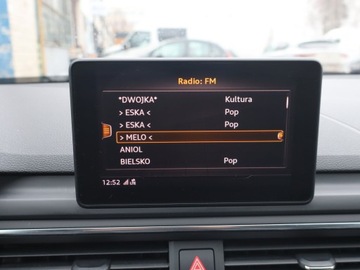 Radio: FM
*DWOJKA* Kultura
> ESKA < Pop
> ESKA < Pop
> MELO <
ANIOL
BIELSKO Pop
12:52